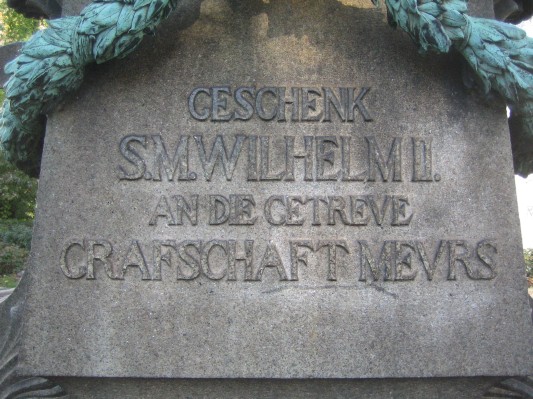 GESCHENK
S.M.WILHELM II.
AN DIE GETREVE
GRAFSCHAFT MEVRS